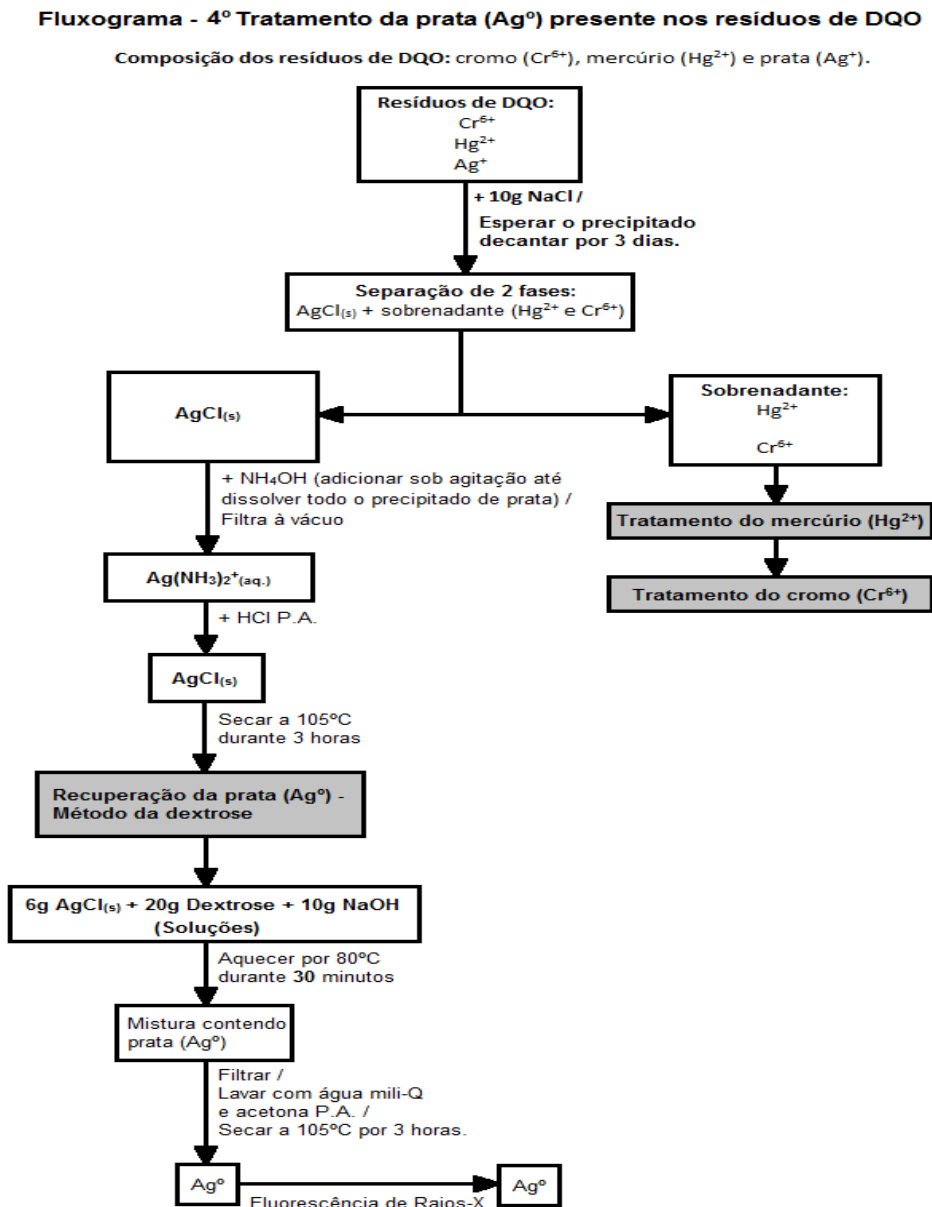 Fluxograma - 4º Tratamento da prata (Agº) presente nos resíduos de DQO
Composição dos resíduos de DQO: cromo (Cr⁶⁺), mercúrio (Hg²⁺) e prata (Ag⁺).
Resíduos de DQO:
Cr⁶⁺
Hg²⁺
Ag⁺
+ 10g NaCl /
Esperar o precipitado
decantar por 3 dias.
Separação de 2 fases:
AgCl₍ₛ₎ + sobrenadante (Hg²⁺ e Cr⁶⁺)
AgCl₍ₛ₎
Sobrenadante:
Hg²⁺
Cr⁶⁺
+ NH₄OH (adicionar sob agitação até
dissolver todo o precipitado de prata) /
Filtra à vácuo
Tratamento do mercúrio (Hg²⁺)
Ag(NH₃)₂⁺(aq.)
Tratamento do cromo (Cr⁶⁺)
+ HCl P.A.
AgCl₍ₛ₎
Secar a 105ºC
durante 3 horas
Recuperação da prata (Agº) -
Método da dextrose
6g AgCl₍ₛ₎ + 20g Dextrose + 10g NaOH
(Soluções)
Aquecer por 80ºC
durante 30 minutos
Mistura contendo
prata (Agº)
Filtrar /
Lavar com água mili-Q
e acetona P.A. /
Secar a 105ºC por 3 horas.
Agº
Agº
Fluorescência de Raios-X